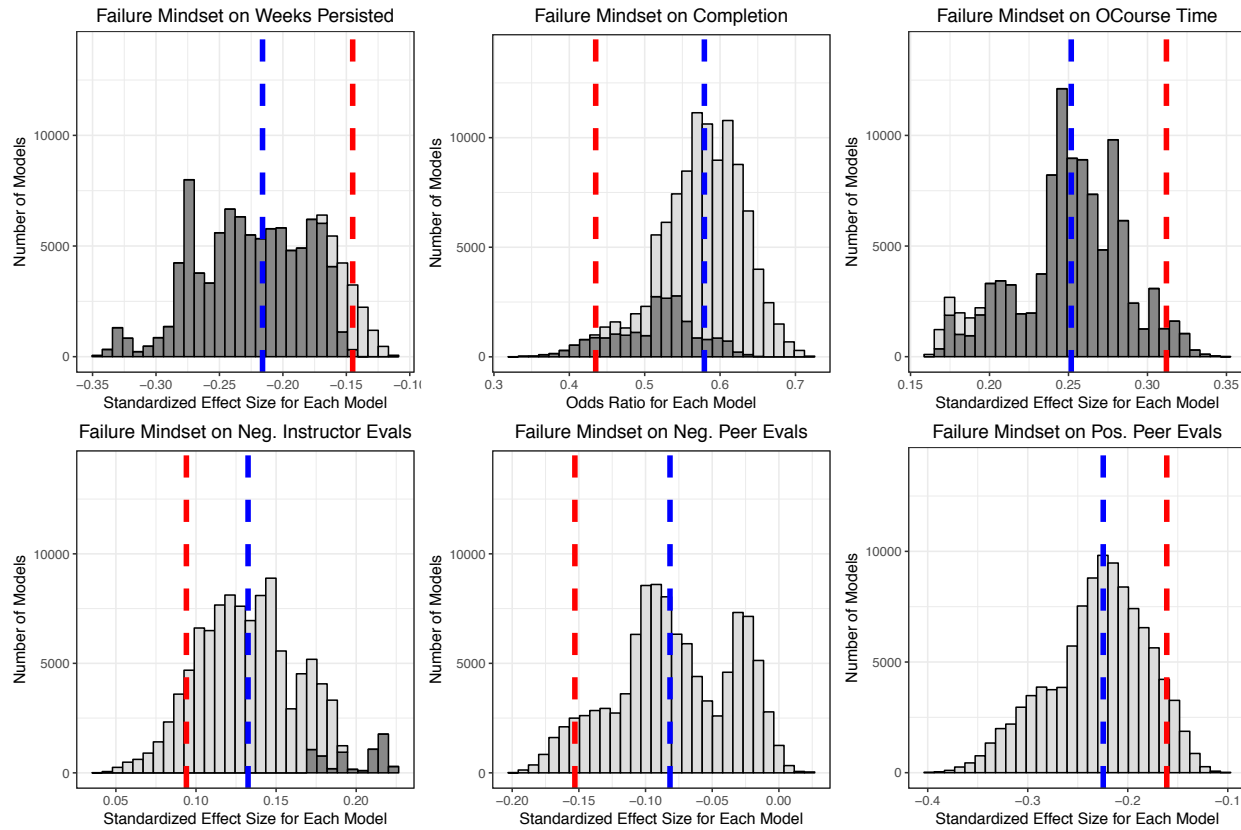 Failure Mindset on Weeks Persisted
Number of Models
10000
5000
0
−0.35 −0.30 −0.25 −0.20 −0.15 −0.10
Standardized Effect Size for Each Model
Failure Mindset on Completion
Number of Models
10000
5000
0
0.3 0.4 0.5 0.6 0.7
Odds Ratio for Each Model
Failure Mindset on OCourse Time
Number of Models
10000
5000
0
0.15 0.20 0.25 0.30 0.35
Standardized Effect Size for Each Model
Failure Mindset on Neg. Instructor Evals
Number of Models
10000
5000
0
0.05 0.10 0.15 0.20
Standardized Effect Size for Each Model
Failure Mindset on Neg. Peer Evals
Number of Models
10000
5000
0
−0.20 −0.15 −0.10 −0.05 0.00
Standardized Effect Size for Each Model
Failure Mindset on Pos. Peer Evals
Number of Models
10000
5000
0
−0.4 −0.3 −0.2 −0.1
Standardized Effect Size for Each Model